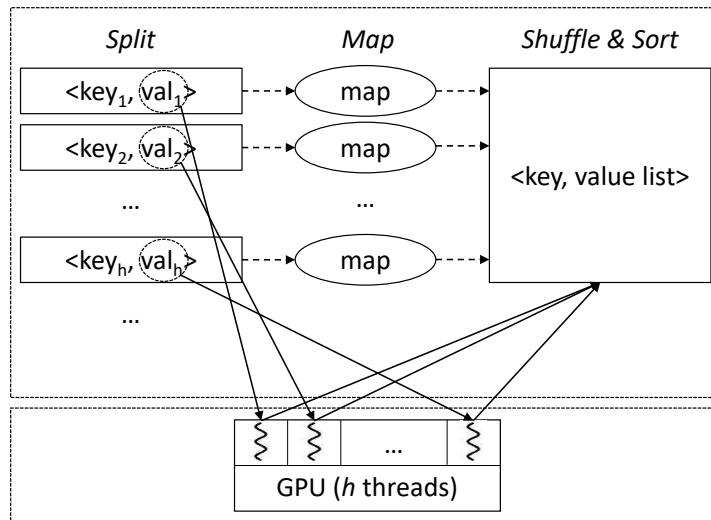 Split Map Shuffle & Sort
<key₁, val₁> map
<key₂, val₂> map
<key, value list>
... ...
<keyₕ, valₕ> map
...
...
GPU (h threads)